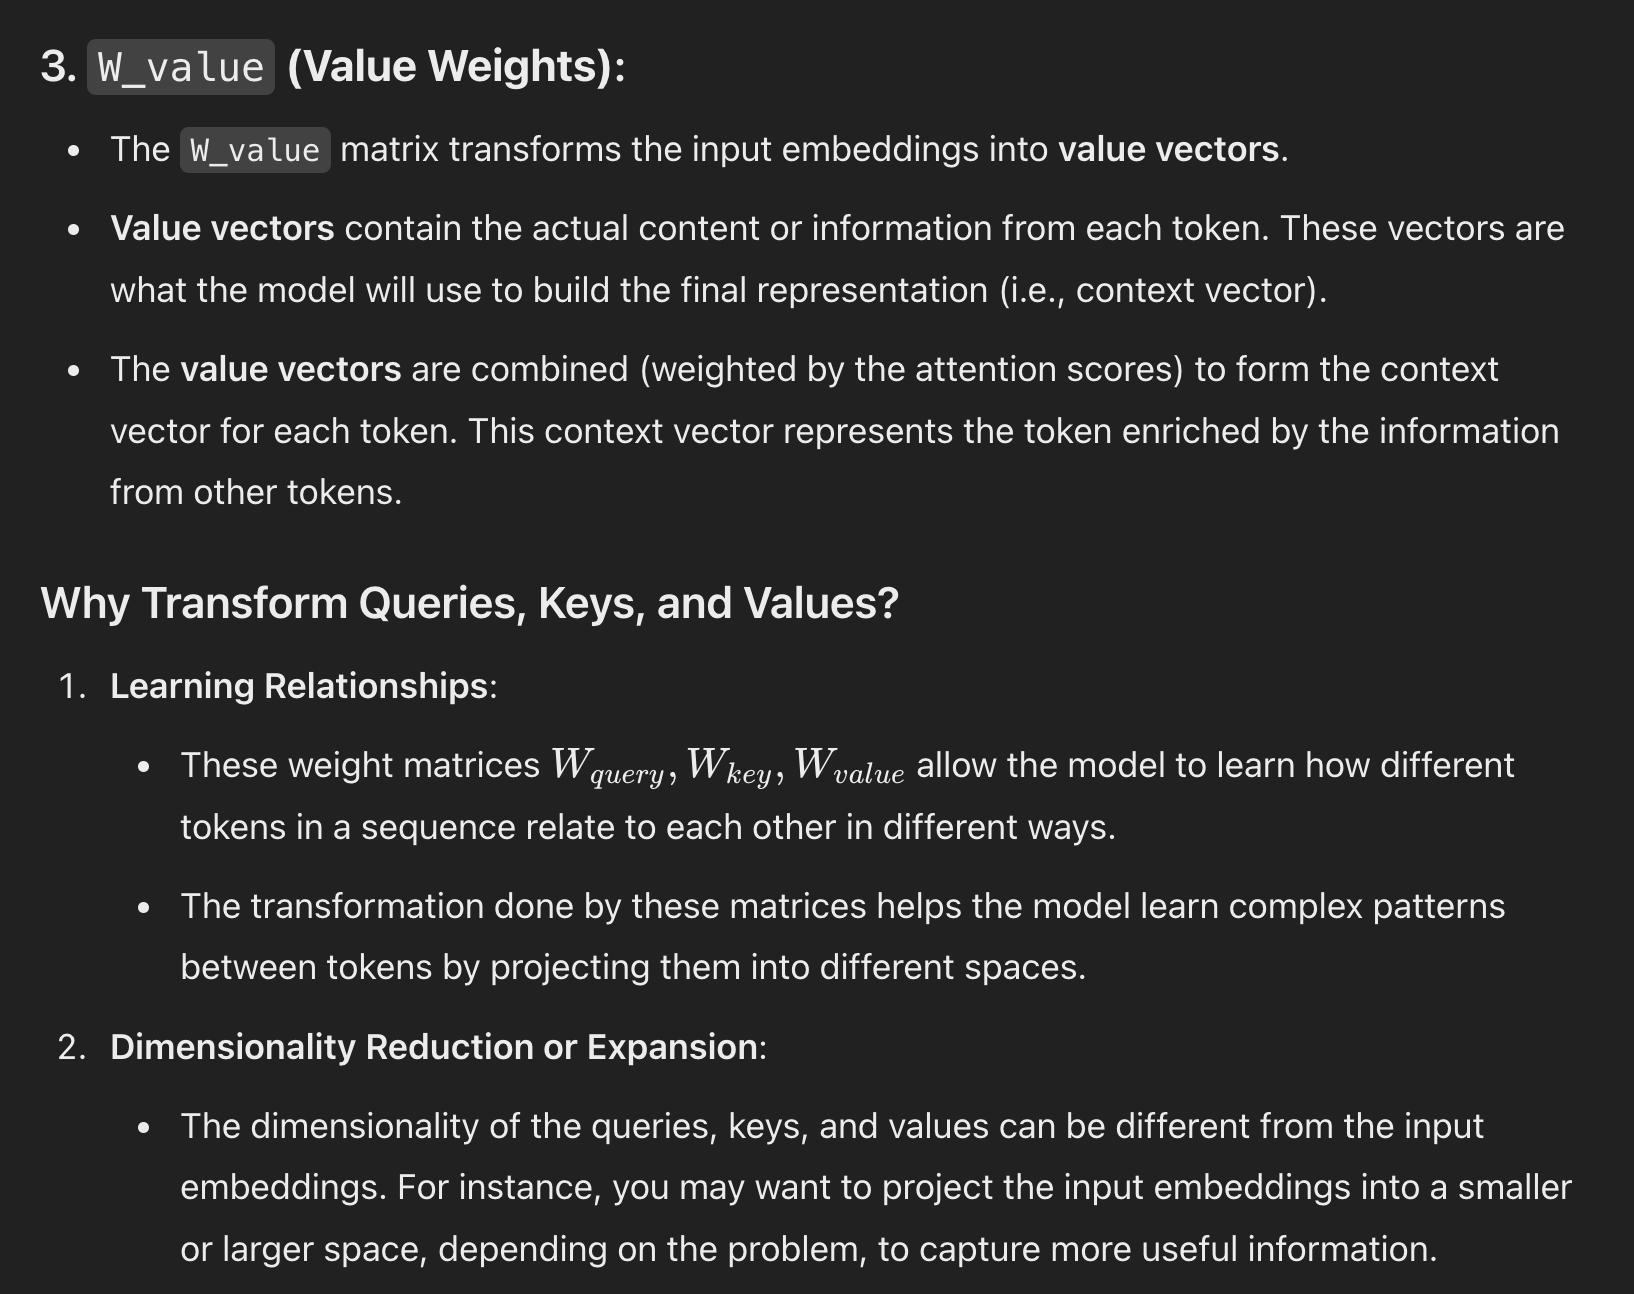 3. W_value (Value Weights):
• The W_value matrix transforms the input embeddings into value vectors.
• Value vectors contain the actual content or information from each token. These vectors are
what the model will use to build the final representation (i.e., context vector).
• The value vectors are combined (weighted by the attention scores) to form the context
vector for each token. This context vector represents the token enriched by the information
from other tokens.
Why Transform Queries, Keys, and Values?
1. Learning Relationships:
• These weight matrices W_query, W_key, W_value allow the model to learn how different
tokens in a sequence relate to each other in different ways.
• The transformation done by these matrices helps the model learn complex patterns
between tokens by projecting them into different spaces.
2. Dimensionality Reduction or Expansion:
• The dimensionality of the queries, keys, and values can be different from the input
embeddings. For instance, you may want to project the input embeddings into a smaller
or larger space, depending on the problem, to capture more useful information.